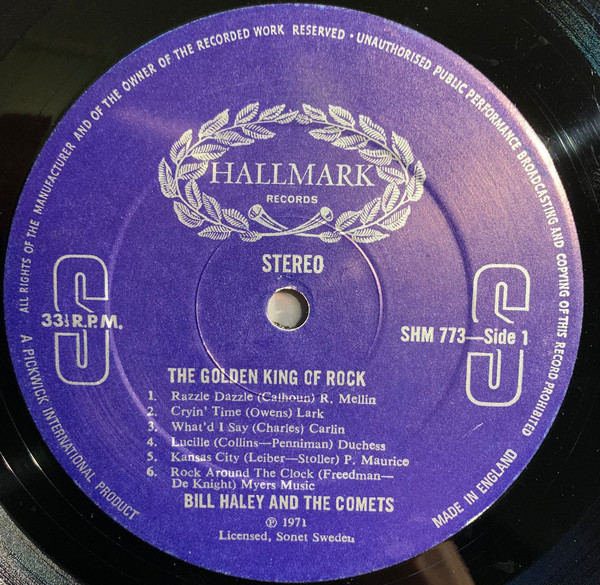 ALL RIGHTS OF THE MANUFACTURER AND OF THE OWNER OF THE RECORDED WORK RESERVED · UNAUTHORISED PUBLIC PERFORMANCE BROADCASTING AND COPYING OF THIS RECORD PROHIBITED
HALLMARK
RECORDS
STEREO
S
S
33⅓ R.P.M.
SHM 773—Side 1
THE GOLDEN KING OF ROCK
1. Razzle Dazzle (Calhoun) R. Mellin
2. Cryin' Time (Owens) Lark
3. What'd I Say (Charles) Carlin
4. Lucille (Collins—Penniman) Duchess
5. Kansas City (Leiber—Stoller) P. Maurice
6. Rock Around The Clock (Freedman—
De Knight) Myers Music
BILL HALEY AND THE COMETS
℗ 1971
Licensed, Sonet Sweden
A PICKWICK INTERNATIONAL PRODUCT
MADE IN ENGLAND